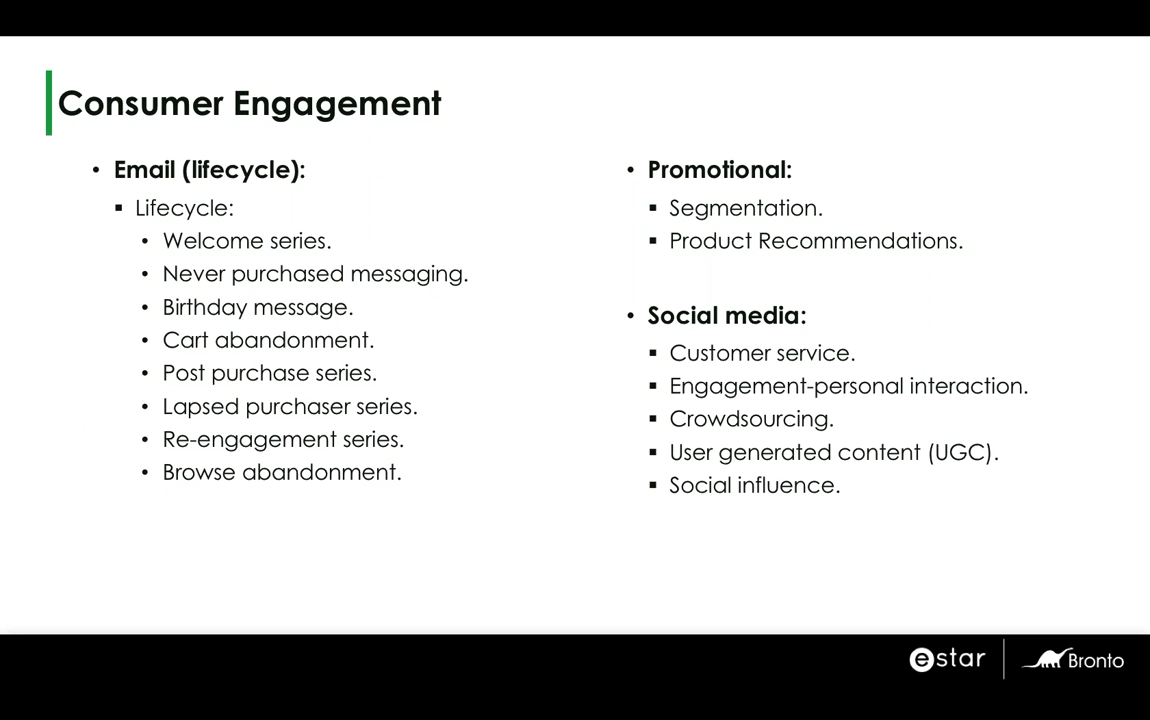 Consumer Engagement
• Email (lifecycle):
▪ Lifecycle:
• Welcome series.
• Never purchased messaging.
• Birthday message.
• Cart abandonment.
• Post purchase series.
• Lapsed purchaser series.
• Re-engagement series.
• Browse abandonment.
• Promotional:
▪ Segmentation.
▪ Product Recommendations.
• Social media:
▪ Customer service.
▪ Engagement-personal interaction.
▪ Crowdsourcing.
▪ User generated content (UGC).
▪ Social influence.
estar
Bronto